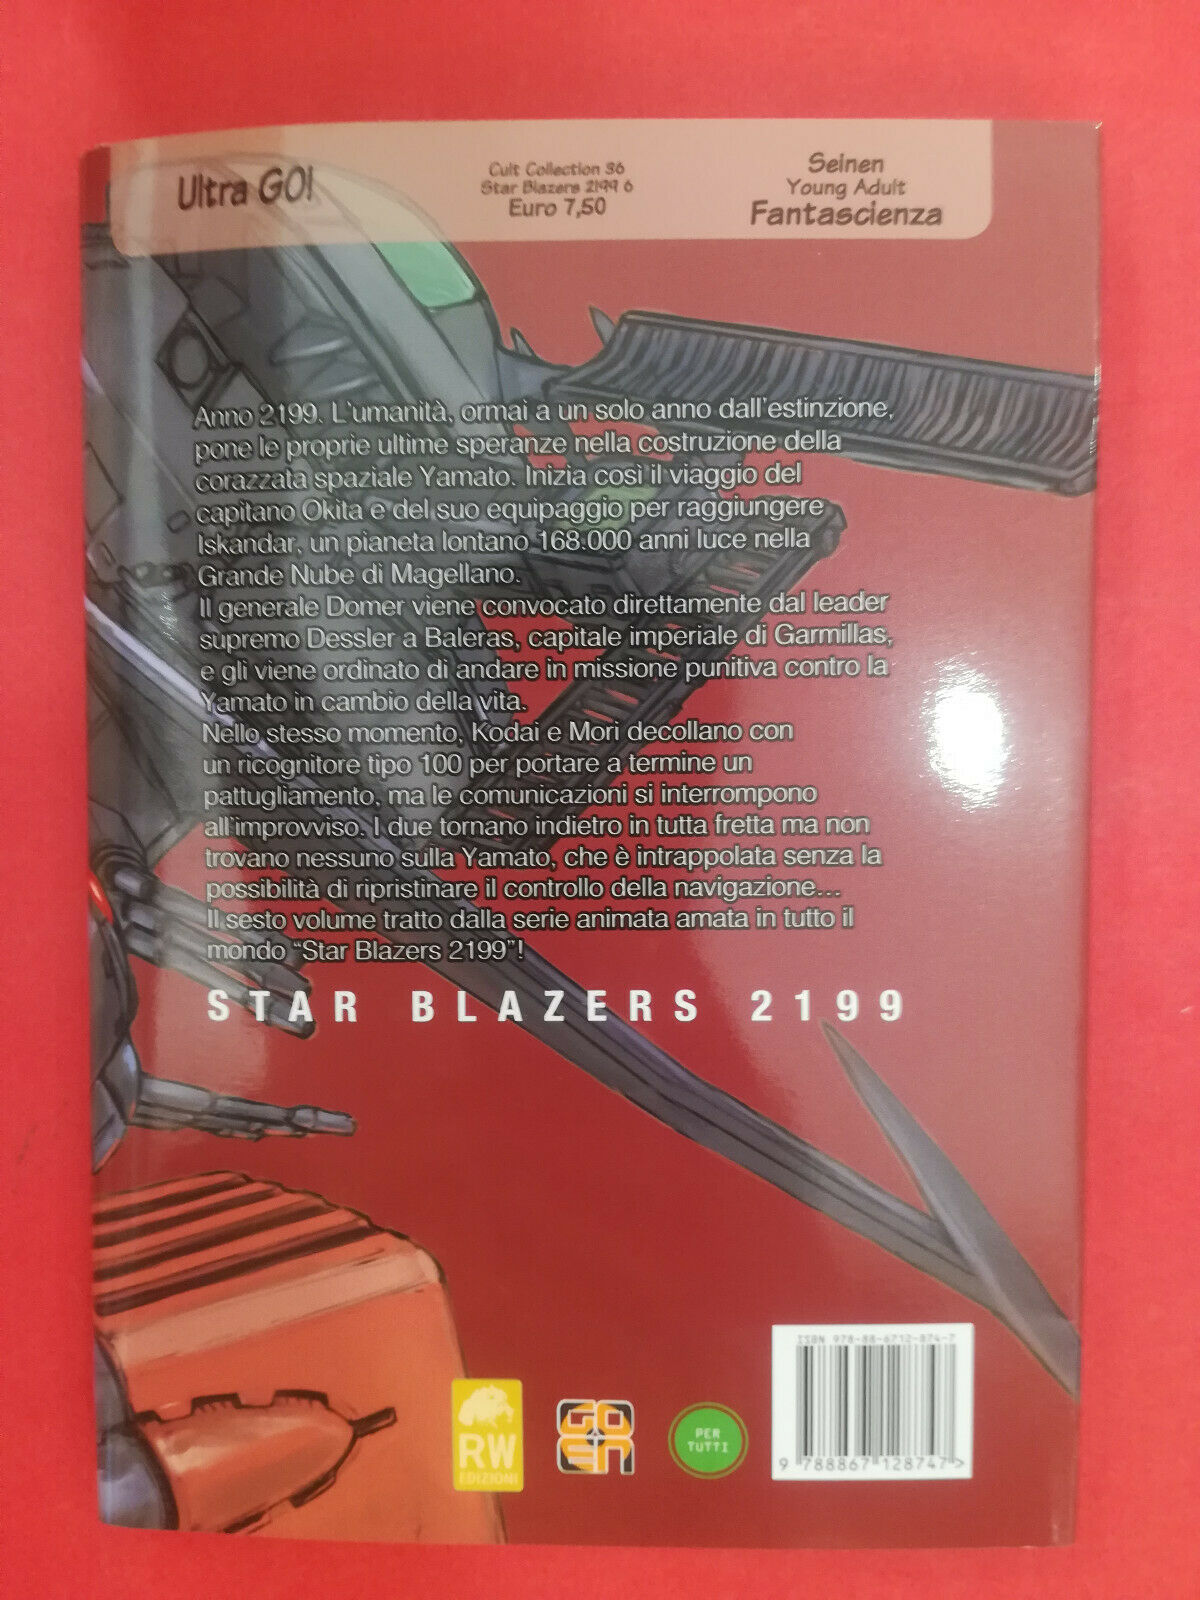 Ultra GO!
Cult Collection 36
Star Blazers 2199 6
Euro 7,50
Seinen
Young Adult
Fantascienza
Anno 2199. L'umanità, ormai a un solo anno dall'estinzione,
pone le proprie ultime speranze nella costruzione della
corazzata spaziale Yamato. Inizia così il viaggio del
capitano Okita e del suo equipaggio per raggiungere
Iskandar, un pianeta lontano 168.000 anni luce nella
Grande Nube di Magellano.
Il generale Domer viene convocato direttamente dal leader
supremo Dessler a Baleras, capitale imperiale di Garmillas,
e gli viene ordinato di andare in missione punitiva contro la
Yamato in cambio della vita.
Nello stesso momento, Kodai e Mori decollano con
un ricognitore tipo 100 per portare a termine un
pattugliamento, ma le comunicazioni si interrompono
all'improvviso. I due tornano indietro in tutta fretta ma non
trovano nessuno sulla Yamato, che è intrappolata senza la
possibilità di ripristinare il controllo della navigazione...
Il sesto volume tratto dalla serie animata amata in tutto il
mondo "Star Blazers 2199"!
STAR BLAZERS 2199
ISBN 978-88-6712-874-7
9 788867 128747 >
RW
EDIZIONI
GO
EN
PER
TUTTI